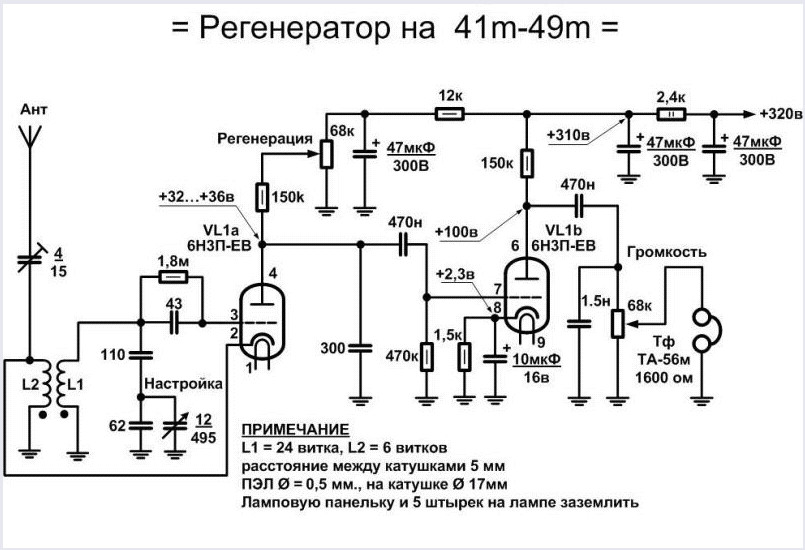 = Регенератор на 41m-49m =
Ант
12к
2,4к
+320в
Регенерация
68к
47мкФ
300В
+310в
47мкФ
300В
47мкФ
300В
150к
150k
+32...+36в
VL1a
6Н3П-ЕВ
470н
+100в
470н
VL1b
6Н3П-ЕВ
6
Громкость
4
15
1,8м
4
+2,3в
7
8
43
3
2
1
9
1.5н
68к
Тф
ТА-56м
1600 ом
110
300
470к
1,5к
10мкФ
16в
L2
L1
Настройка
62
12
495
ПРИМЕЧАНИЕ
L1 = 24 витка, L2 = 6 витков
расстояние между катушками 5 мм
ПЭЛ Ø = 0,5 мм., на катушке Ø 17мм
Ламповую панельку и 5 штырек на лампе заземлить